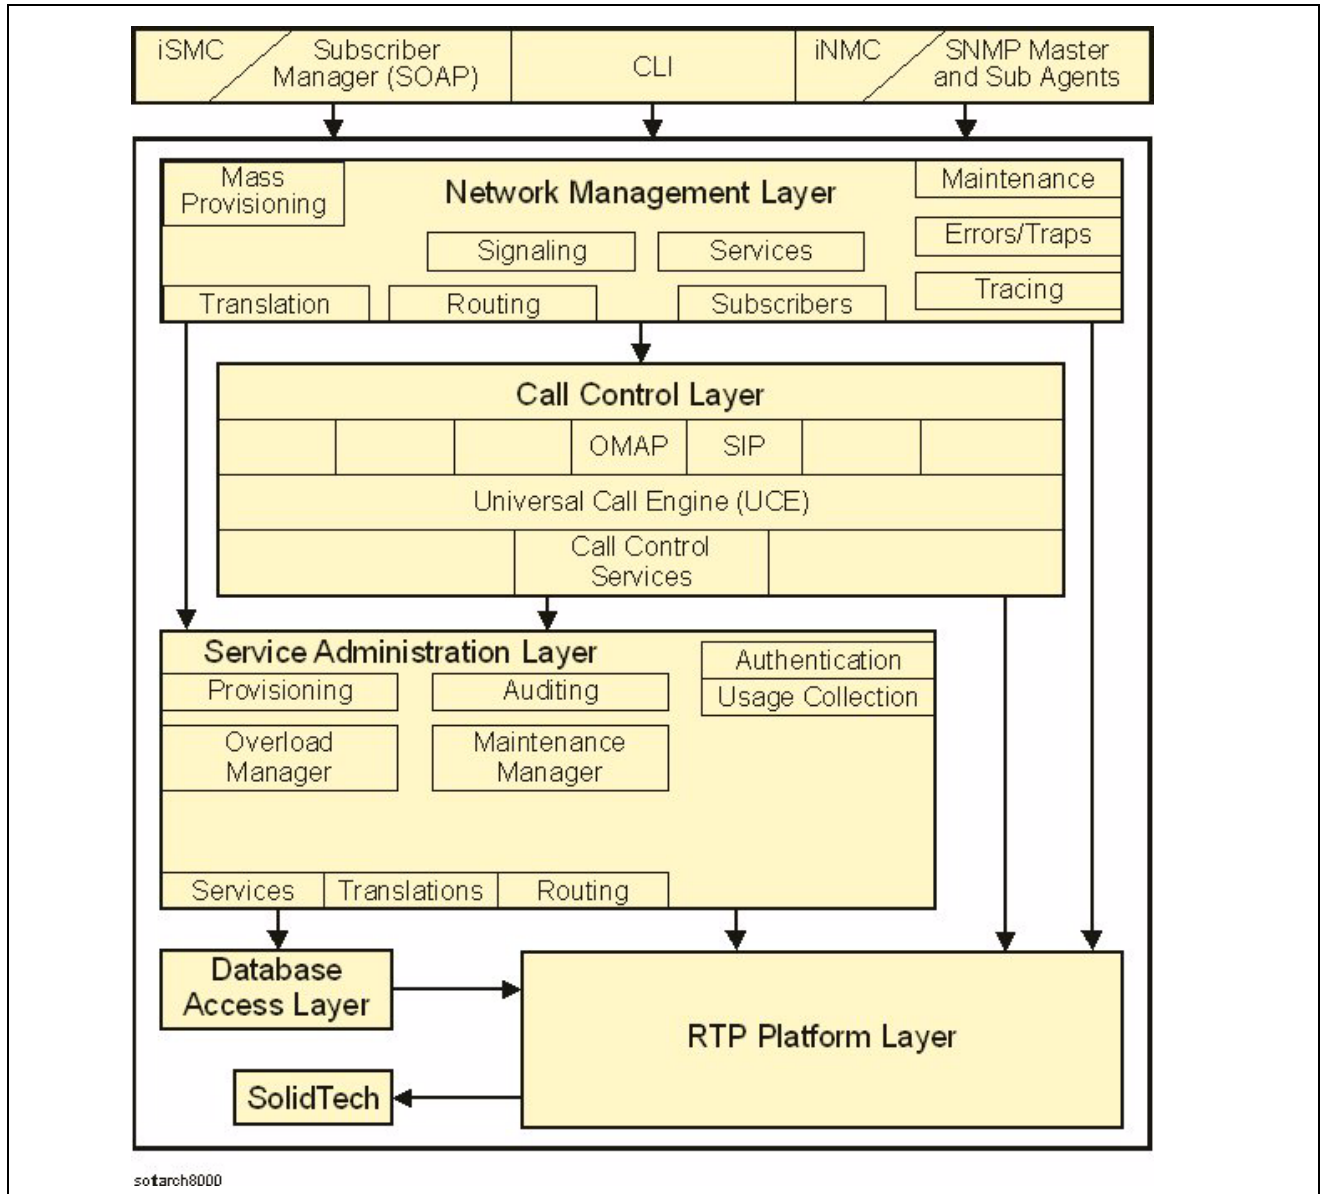 iSMC
Subscriber
Manager (SOAP)
CLI
iNMC
SNMP Master
and Sub Agents
Mass
Provisioning
Network Management Layer
Maintenance
Errors/Traps
Tracing
Signaling
Services
Translation
Routing
Subscribers
Call Control Layer
OMAP
SIP
Universal Call Engine (UCE)
Call Control
Services
Service Administration Layer
Authentication
Usage Collection
Provisioning
Auditing
Overload
Manager
Maintenance
Manager
Services
Translations
Routing
Database
Access Layer
RTP Platform Layer
SolidTech
softarch8000